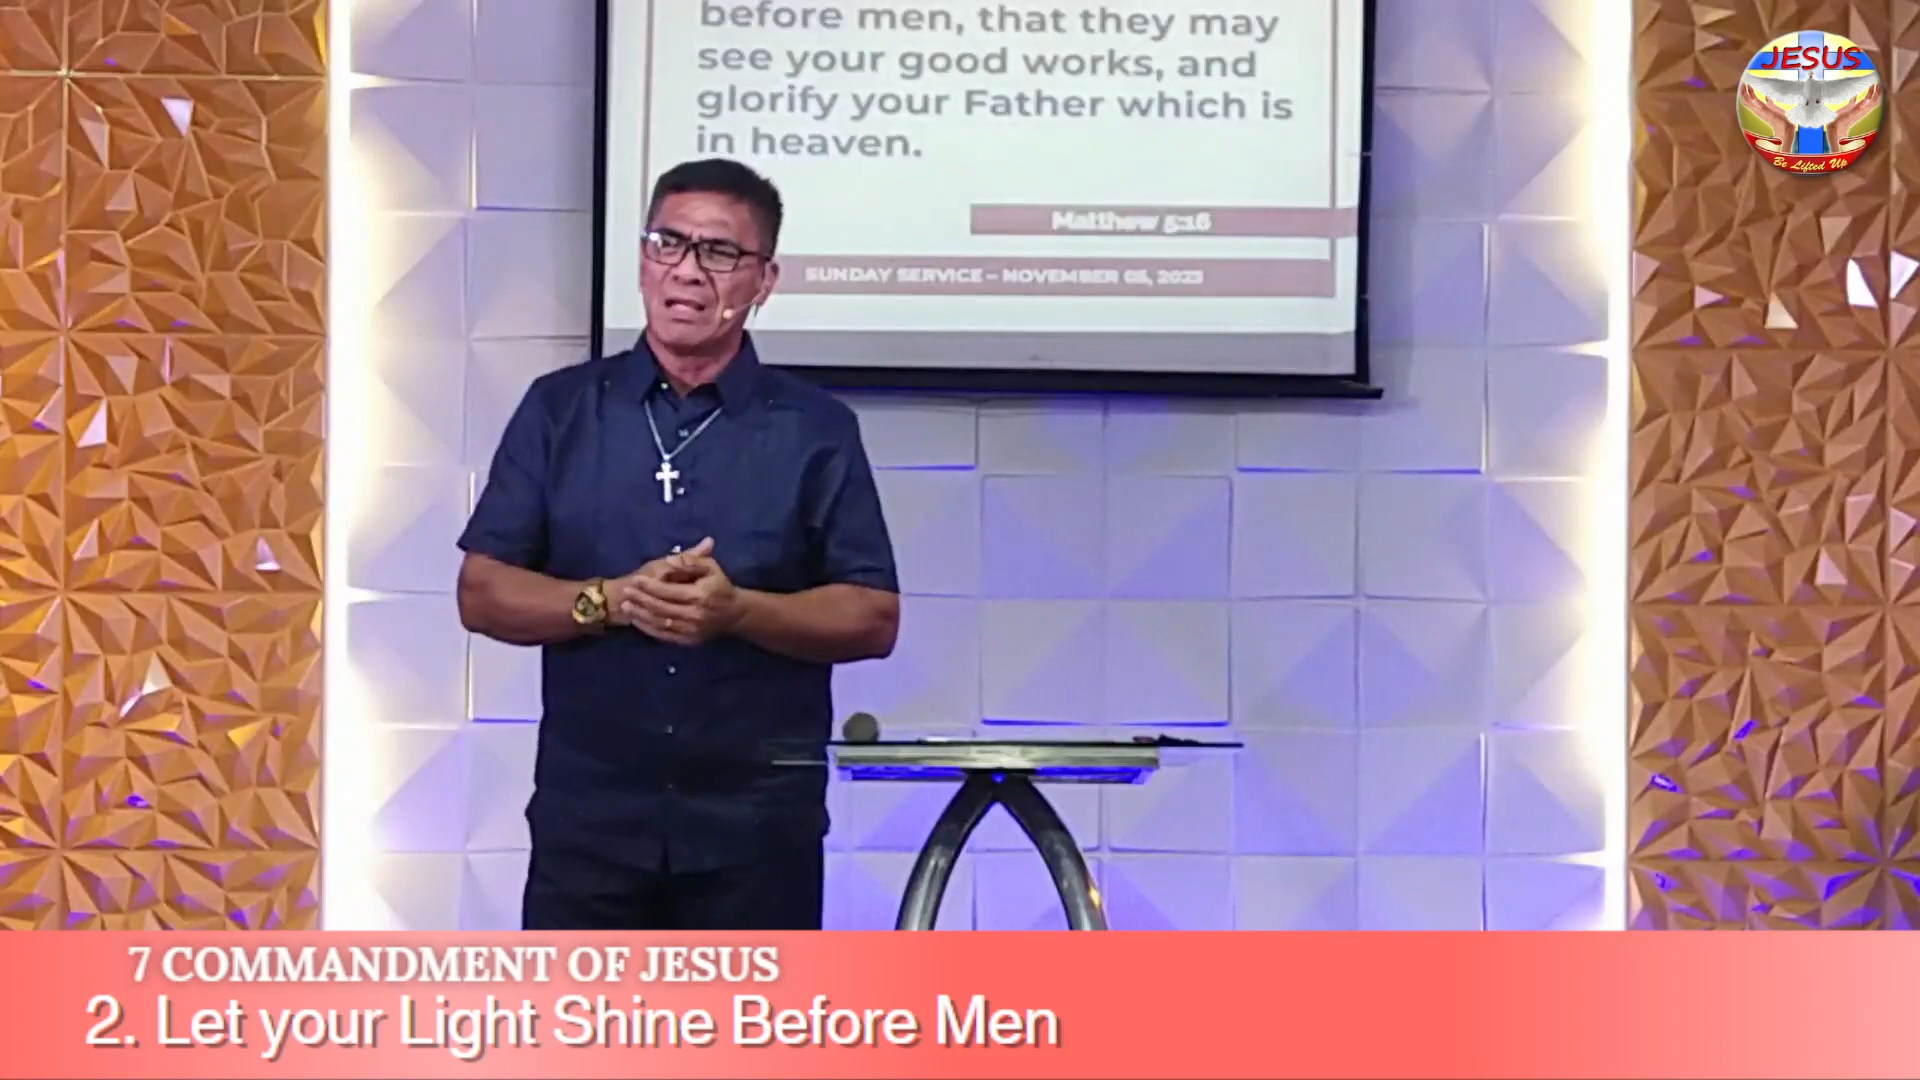 before men, that they may
see your good works, and
glorify your Father which is
in heaven.
Matthew 5:16
SUNDAY SERVICE – NOVEMBER 05, 2023
JESUS
Be Lifted Up
7 COMMANDMENT OF JESUS
2. Let your Light Shine Before Men